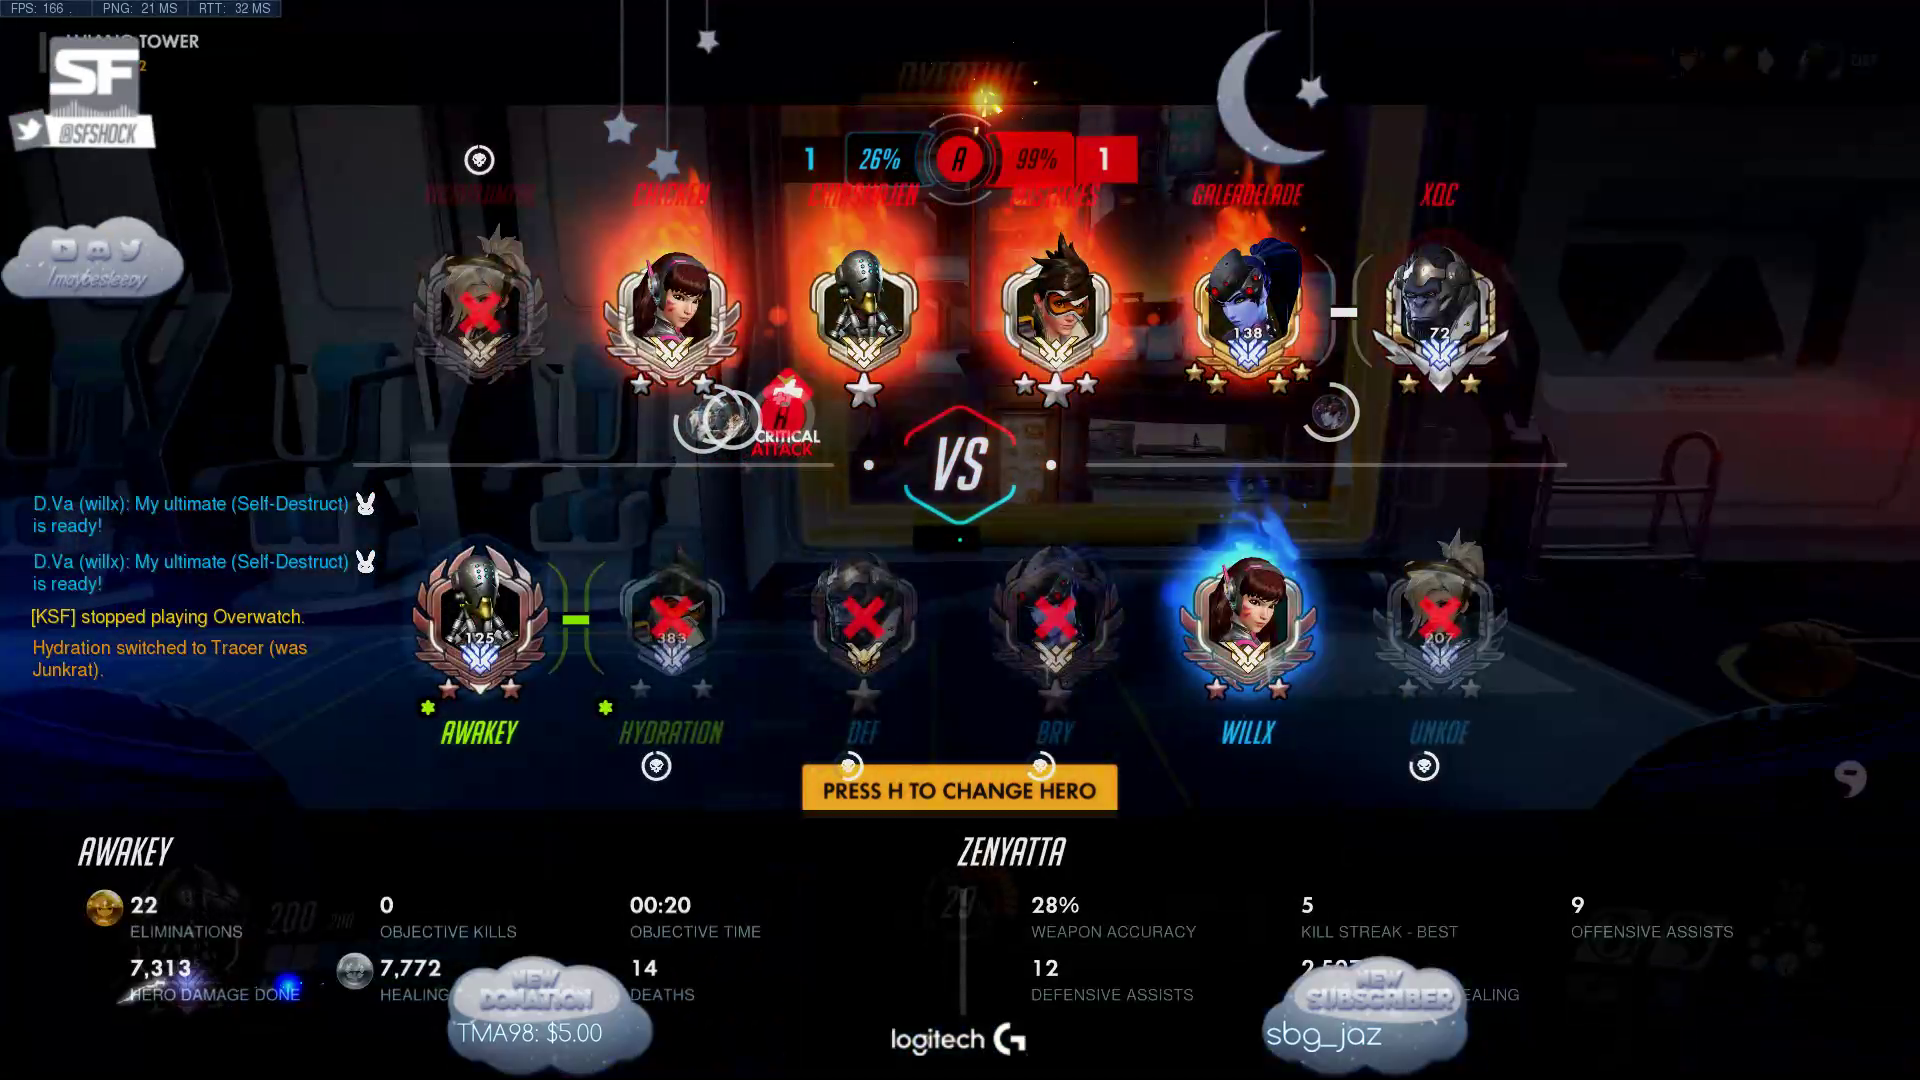 FPS: 166 . PNG: 21 MS RTT: 32 MS
TOWER
2
SF
@SFSHOCK
OVERTIME
1 26% A 99% 1
CHICKEN GALEADELADE XQC
!maybesleepy
138 72
CRITICAL
ATTACK
VS
D.Va (willx): My ultimate (Self-Destruct)
is ready!
D.Va (willx): My ultimate (Self-Destruct)
is ready!
[KSF] stopped playing Overwatch.
Hydration switched to Tracer (was
Junkrat).
125 383 207
AWAKEY HYDRATION DEF BRY WILLX UNKOE
PRESS H TO CHANGE HERO
AWAKEY ZENYATTA
22 0 00:20 28% 5 9
ELIMINATIONS OBJECTIVE KILLS OBJECTIVE TIME WEAPON ACCURACY KILL STREAK - BEST OFFENSIVE ASSISTS
200
7,313 7,772 14 12
HERO DAMAGE DONE HEALING DEATHS DEFENSIVE ASSISTS
NEW
DONATION
TMA98: $5.00
logitech G
NEW
SUBSCRIBER
sbg_jaz